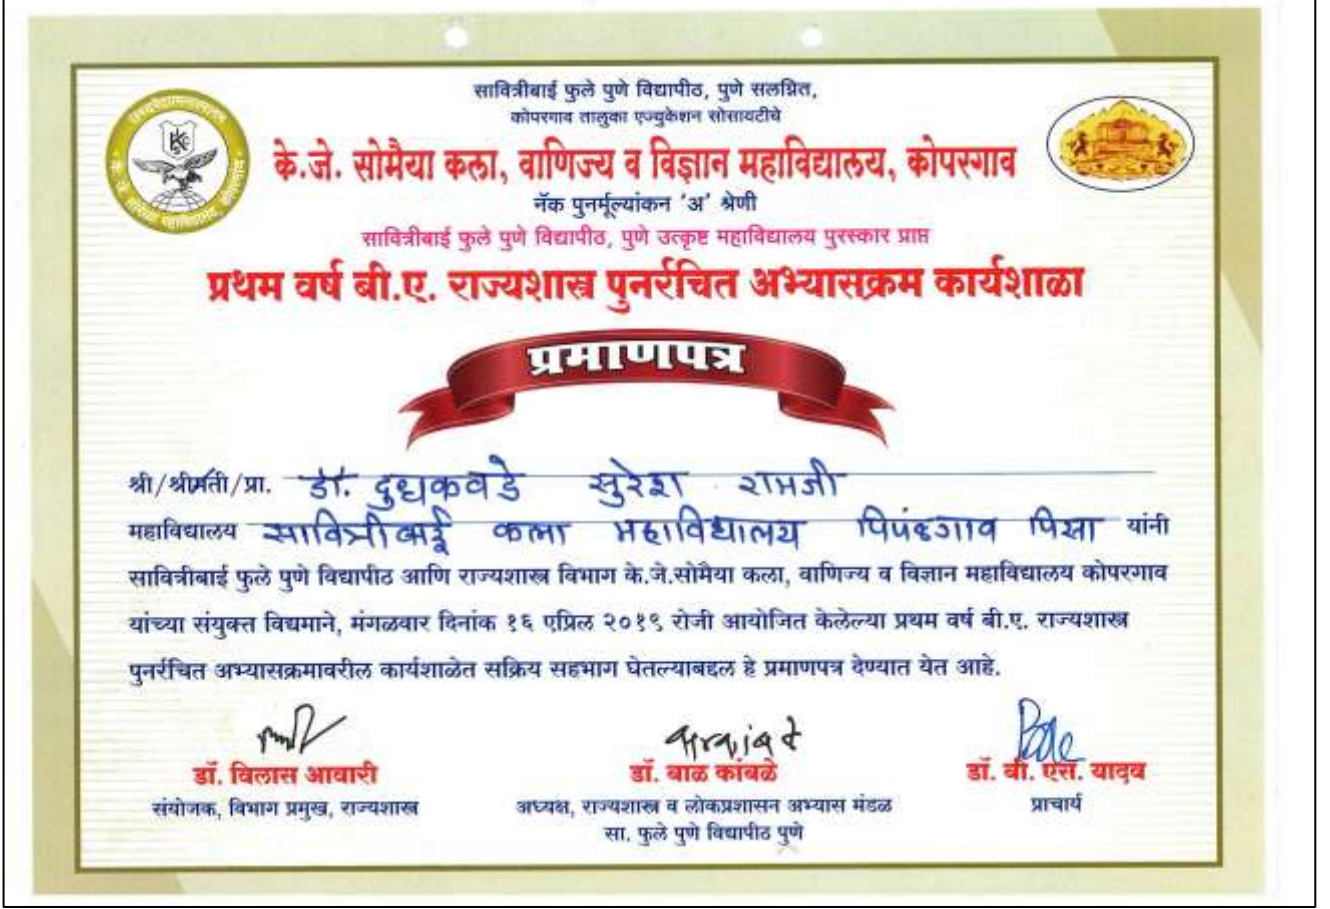 सावित्रीबाई फुले पुणे विद्यापीठ, पुणे सलग्नित,
कोपरगाव तालुका एज्युकेशन सोसायटीचे
के.जे. सोमैया कला, वाणिज्य व विज्ञान महाविद्यालय, कोपरगाव
नॅक पुनर्मूल्यांकन 'अ' श्रेणी
सावित्रीबाई फुले पुणे विद्यापीठ, पुणे उत्कृष्ट महाविद्यालय पुरस्कार प्राप्त
प्रथम वर्ष बी.ए. राज्यशास्त्र पुनर्रचित अभ्यासक्रम कार्यशाळा
प्रमाणपत्र
श्री/श्रीमती/प्रा. डॉ. दुधकवडे सुरेश रामजी
महाविद्यालय सावित्रीबाई कला महाविद्यालय पिपंळगाव पिसा यांनी
सावित्रीबाई फुले पुणे विद्यापीठ आणि राज्यशास्त्र विभाग के.जे.सोमैया कला, वाणिज्य व विज्ञान महाविद्यालय कोपरगाव
यांच्या संयुक्त विद्यमाने, मंगळवार दिनांक १६ एप्रिल २०१९ रोजी आयोजित केलेल्या प्रथम वर्ष बी.ए. राज्यशास्त्र
पुनर्रचित अभ्यासक्रमावरील कार्यशाळेत सक्रिय सहभाग घेतल्याबद्दल हे प्रमाणपत्र देण्यात येत आहे.
डॉ. विलास आवारी
संयोजक, विभाग प्रमुख, राज्यशास्त्र
डॉ. बाळ कांबळे
अध्यक्ष, राज्यशास्त्र व लोकप्रशासन अभ्यास मंडळ
सा. फुले पुणे विद्यापीठ पुणे
डॉ. बी. एस. यादव
प्राचार्य